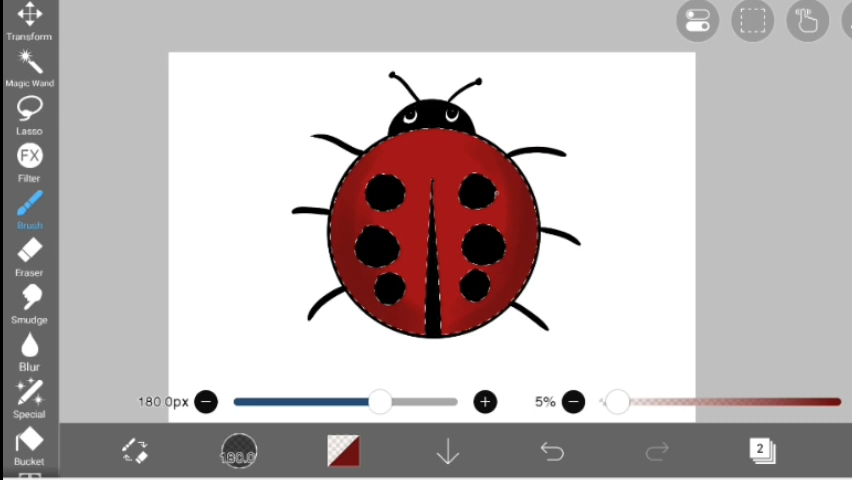 Transform
Magic Wand
Lasso
FX
Filter
Brush
Eraser
Smudge
Blur
180.0px
5%
Special
Bucket
180.0
2